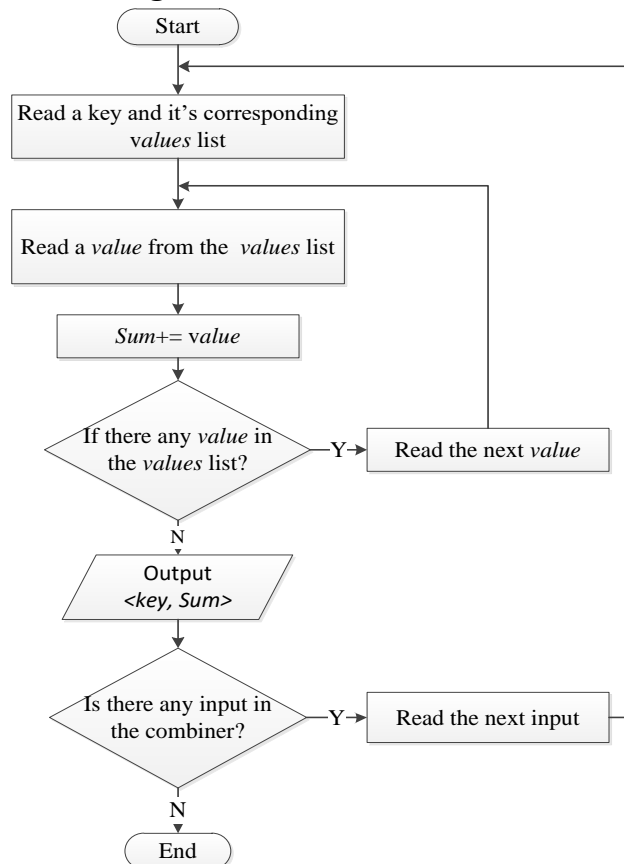 Start
Read a key and it's corresponding
values list
Read a value from the values list
Sum+= value
If there any value in
the values list?
Y
Read the next value
N
Output
<key, Sum>
Is there any input in
the combiner?
Y
Read the next input
N
End